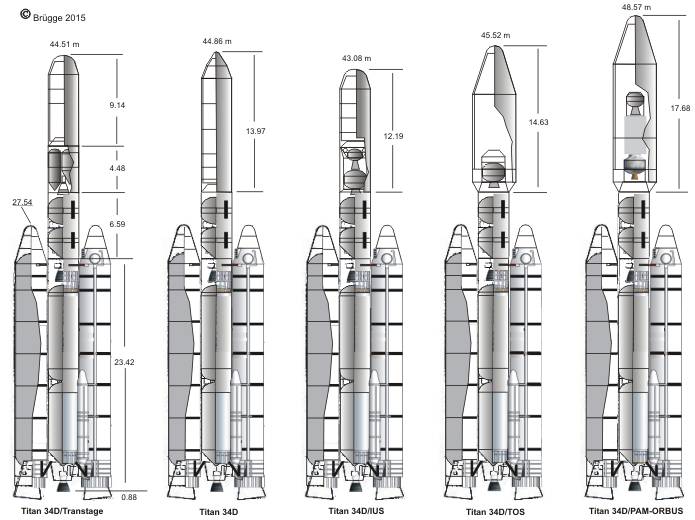 © Brügge 2015
44.51 m
44.86 m
43.08 m
45.52 m
48.57 m
9.14
13.97
12.19
14.63
17.68
4.48
27.54
6.59
23.42
0.88
Titan 34D/Transtage
Titan 34D
Titan 34D/IUS
Titan 34D/TOS
Titan 34D/PAM-ORBUS